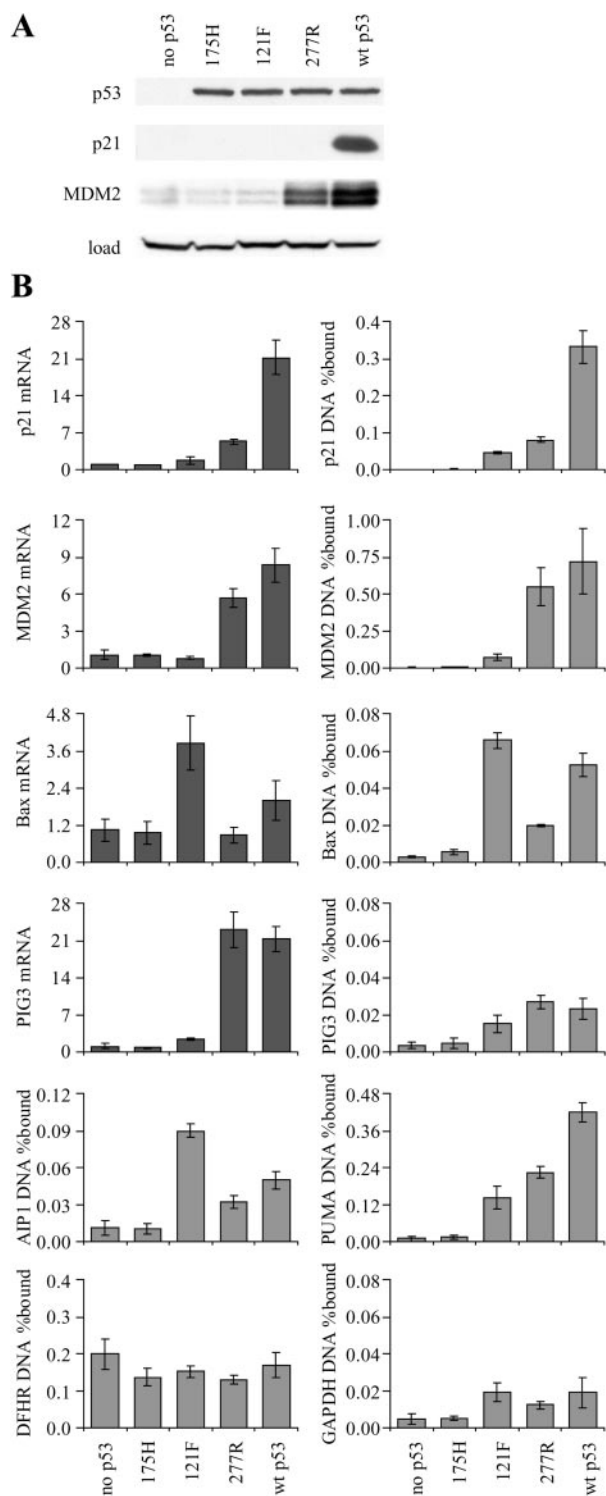 A
no p53 175H 121F 277R wt p53
p53
p21
MDM2
load
B
p21 mRNA
28
21
14
7
0
p21 DNA %bound
0.4
0.3
0.1
0.1
0.0
MDM2 mRNA
12
9
6
3
0
MDM2 DNA %bound
1.00
0.75
0.50
0.25
0.00
Bax mRNA
4.8
3.6
2.4
1.2
0.0
Bax DNA %bound
0.08
0.06
0.04
0.02
0.00
PIG3 mRNA
28
21
14
7
0
PIG3 DNA %bound
0.08
0.06
0.04
0.02
0.00
AIP1 DNA %bound
0.12
0.09
0.06
0.03
0.00
PUMA DNA %bound
0.48
0.36
0.24
0.12
0.00
DFHR DNA %bound
0.4
0.3
0.2
0.1
0.0
GAPDH DNA %bound
0.08
0.06
0.04
0.02
0.00
no p53 175H 121F 277R wt p53
no p53 175H 121F 277R wt p53